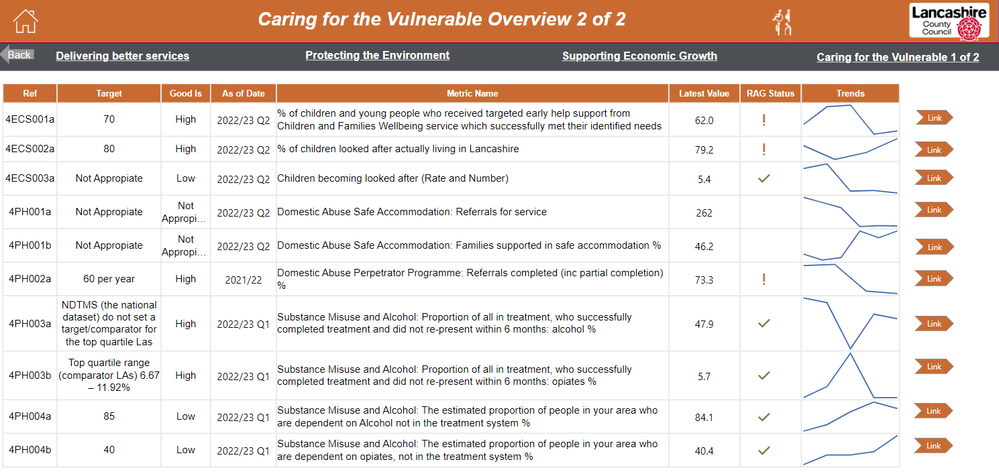 Caring for the Vulnerable Overview 2 of 2
Lancashire
County
Council
Back
Delivering better services
Protecting the Environment
Supporting Economic Growth
Caring for the Vulnerable 1 of 2
Ref Target Good Is As of Date Metric Name Latest Value RAG Status Trends
4ECS001a 70 High 2022/23 Q2 % of children and young people who received targeted early help support from
Children and Families Wellbeing service which successfully met their identified needs
62.0 ! Link
4ECS002a 80 High 2022/23 Q2 % of children looked after actually living in Lancashire 79.2 ! Link
4ECS003a Not Appropiate Low 2022/23 Q2 Children becoming looked after (Rate and Number) 5.4 ✓ Link
4PH001a Not Appropiate Not
Appropi... 2022/23 Q2 Domestic Abuse Safe Accommodation: Referrals for service 262 Link
4PH001b Not Appropiate Not
Appropi... 2022/23 Q2 Domestic Abuse Safe Accommodation: Families supported in safe accommodation % 46.2 Link
4PH002a 60 per year High 2021/22 Domestic Abuse Perpetrator Programme: Referrals completed (inc partial completion)
%
73.3 ! Link
4PH003a NDTMS (the national
dataset) do not set a
target/comparator for
the top quartile Las
High 2022/23 Q1 Substance Misuse and Alcohol: Proportion of all in treatment, who successfully
completed treatment and did not re-present within 6 months: alcohol %
47.9 ✓ Link
4PH003b Top quartile range
(comparator LAs) 6.67
– 11.92%
High 2022/23 Q1 Substance Misuse and Alcohol: Proportion of all in treatment, who successfully
completed treatment and did not re-present within 6 months: opiates %
5.7 ✓ Link
4PH004a 85 Low 2022/23 Q1 Substance Misuse and Alcohol: The estimated proportion of people in your area who
are dependent on Alcohol not in the treatment system %
84.1 ✓ Link
4PH004b 40 Low 2022/23 Q1 Substance Misuse and Alcohol: The estimated proportion of people in your area who
are dependent on opiates, not in the treatment system %
40.4 ✓ Link